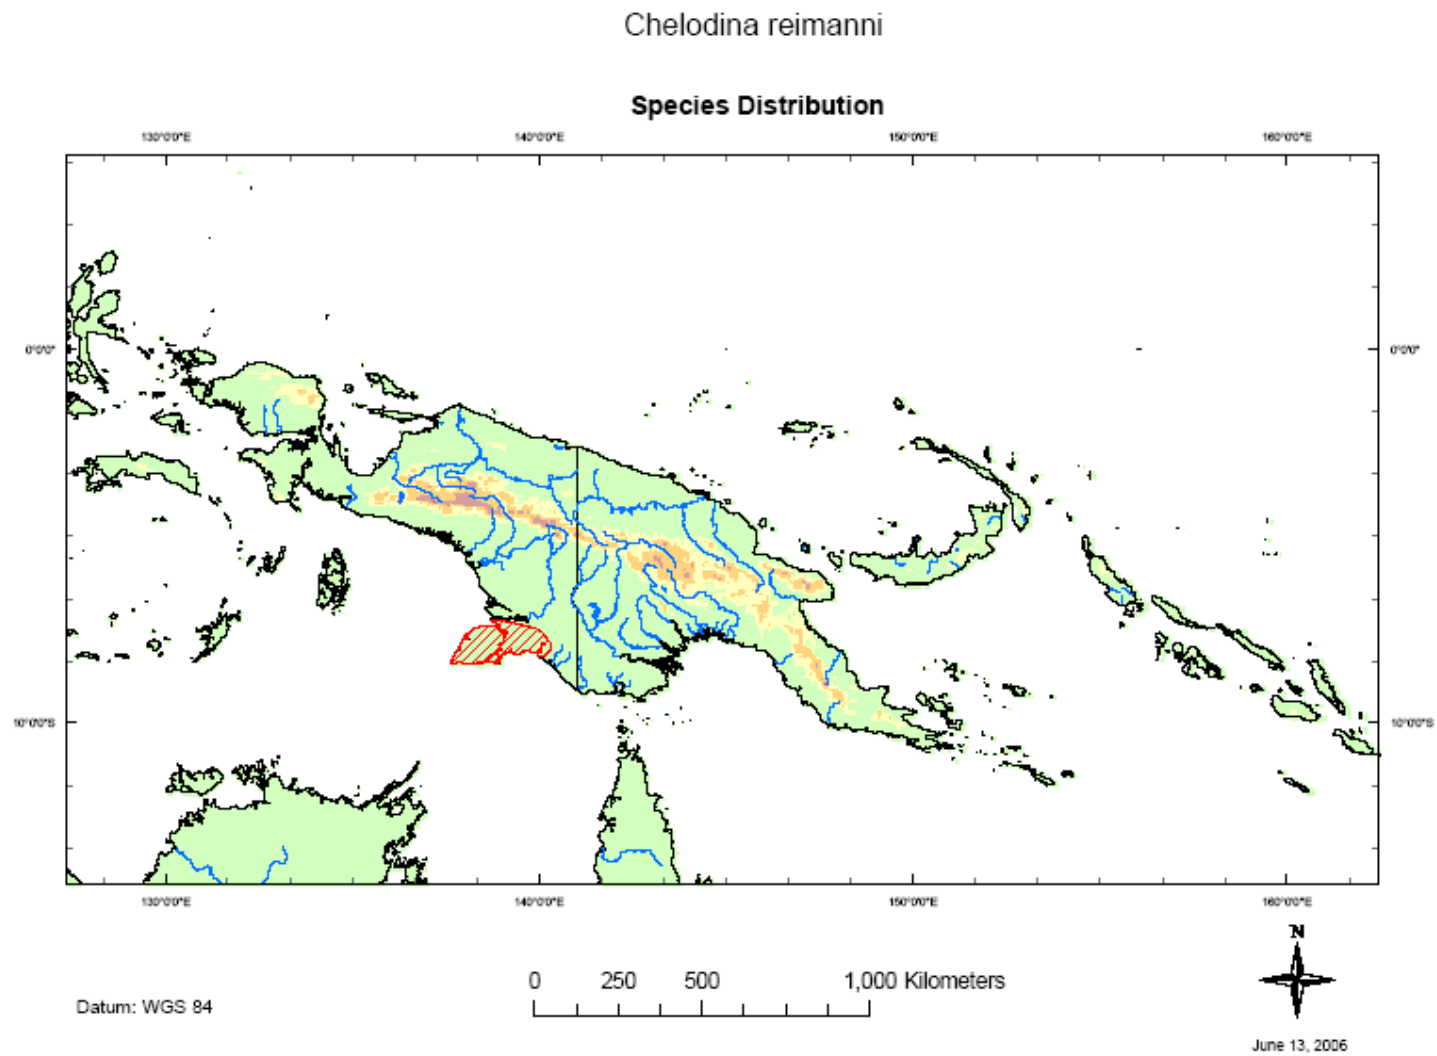 Chelodina reimanni
Species Distribution
130°0'0"E 140°0'0"E 150°0'0"E 160°0'0"E
0°0'0" 0°0'0"
10°0'0"S 10°0'0"S
130°0'0"E 140°0'0"E 150°0'0"E 160°0'0"E
N
0 250 500 1,000 Kilometers
Datum: WGS 84
June 13, 2006